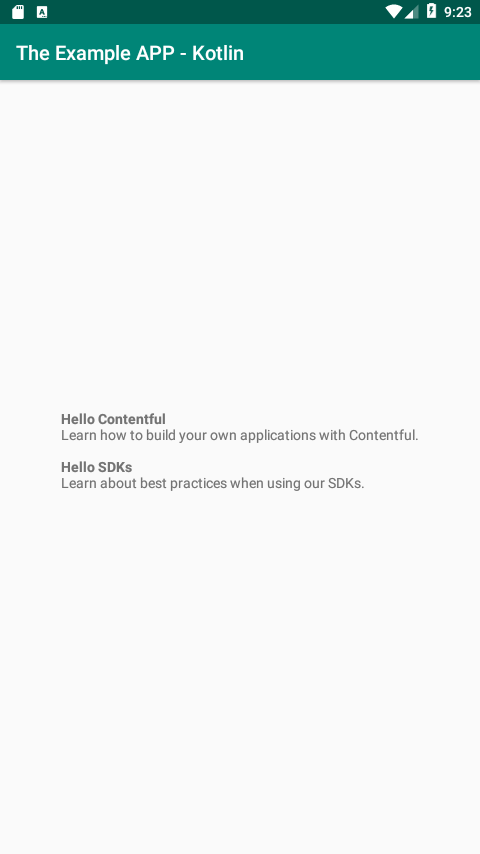 9:23
The Example APP - Kotlin
Hello Contentful
Learn how to build your own applications with Contentful.
Hello SDKs
Learn about best practices when using our SDKs.